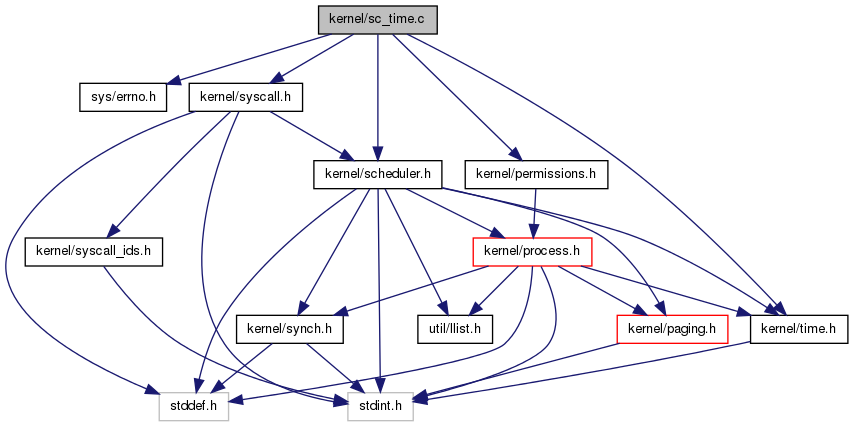 kernel/sc_time.c
sys/errno.h
kernel/syscall.h
kernel/scheduler.h
kernel/permissions.h
kernel/syscall_ids.h
kernel/process.h
kernel/synch.h
util/llist.h
kernel/paging.h
kernel/time.h
stddef.h
stdint.h